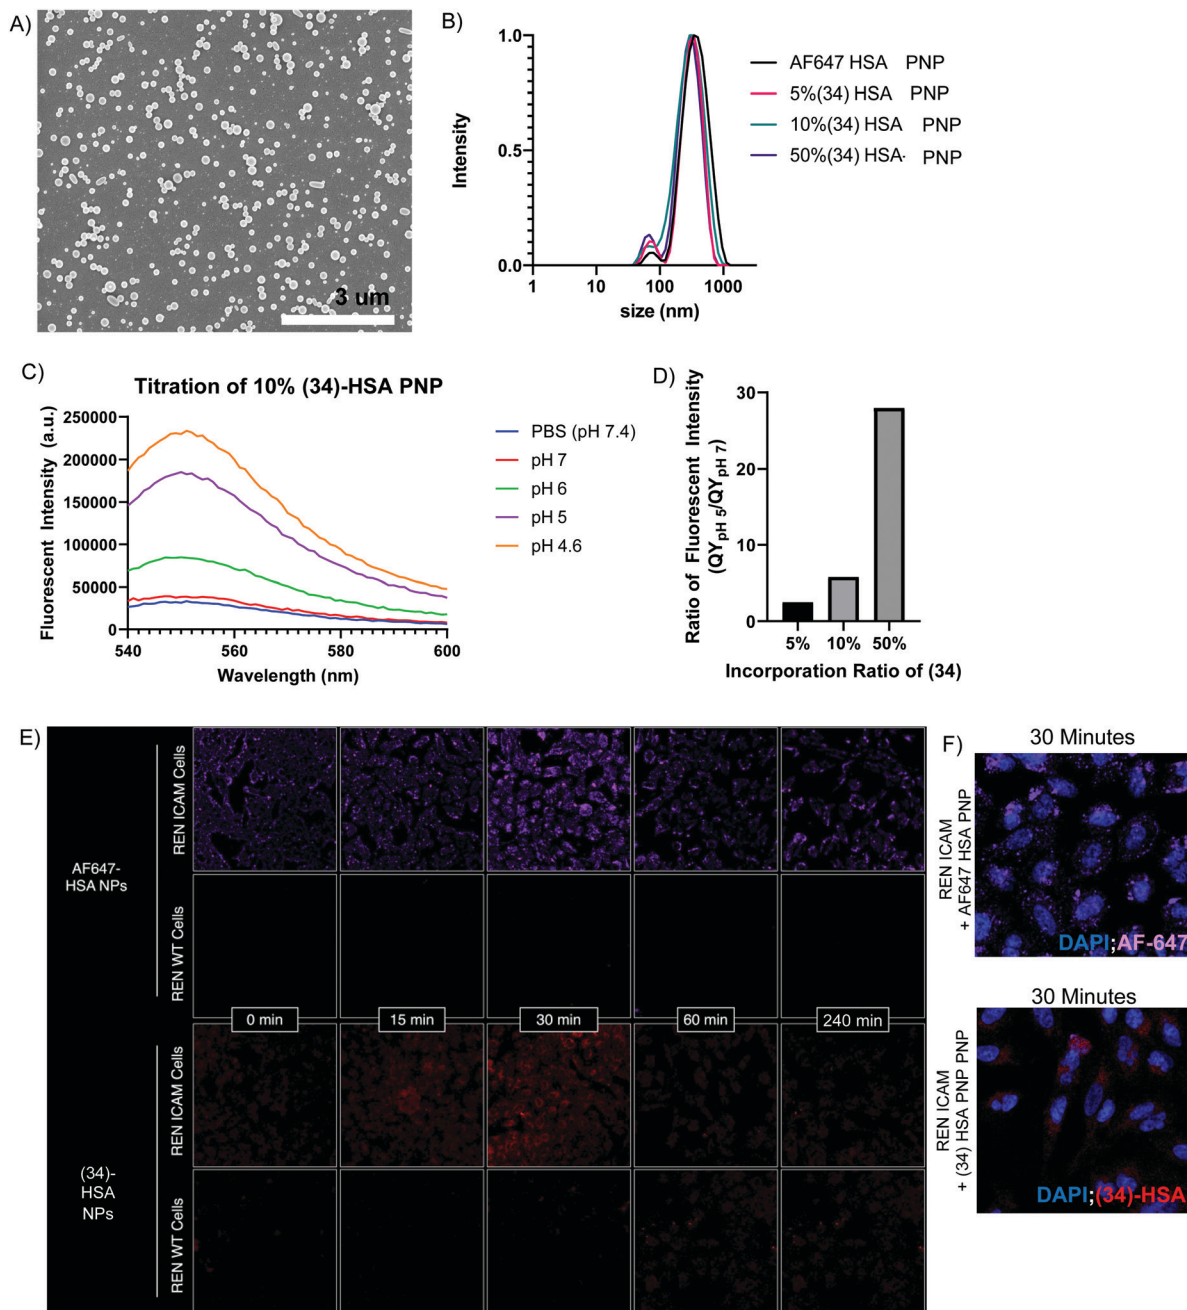 A)
3 um
B)
Intensity
1.0
0.5
0.0
1
10
100
1000
size (nm)
AF647 HSA PNP
5%(34) HSA PNP
10%(34) HSA PNP
50%(34) HSA· PNP
C)
Titration of 10% (34)-HSA PNP
Fluorescent Intensity (a.u.)
250000
200000
150000
100000
50000
0
540
560
580
600
Wavelength (nm)
PBS (pH 7.4)
pH 7
pH 6
pH 5
pH 4.6
D)
Ratio of Fluorescent Intensity
(QYpH 5/QYpH 7)
30
20
10
0
5%
10%
50%
Incorporation Ratio of (34)
E)
AF647-
HSA NPs
REN ICAM Cells
REN WT Cells
0 min
15 min
30 min
60 min
240 min
(34)-
HSA
NPs
REN ICAM Cells
REN WT Cells
F)
30 Minutes
REN ICAM
+ AF647 HSA PNP
DAPI;AF-647
30 Minutes
REN ICAM
+ (34) HSA PNP PNP
DAPI;(34)-HSA